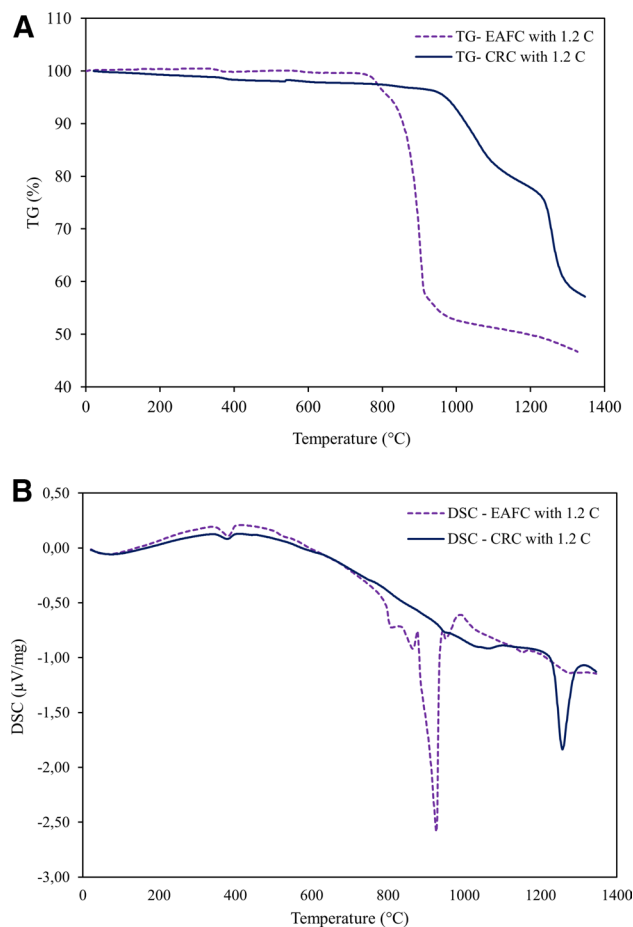 A
110
100
90
80
70
60
50
40
TG (%)
TG- EAFC with 1.2 C
TG- CRC with 1.2 C
0 200 400 600 800 1000 1200 1400
Temperature (°C)
B
0,50
0,00
-0,50
-1,00
-1,50
-2,00
-2,50
-3,00
DSC (µV/mg)
DSC - EAFC with 1.2 C
DSC - CRC with 1.2 C
0 200 400 600 800 1000 1200 1400
Temperature (°C)